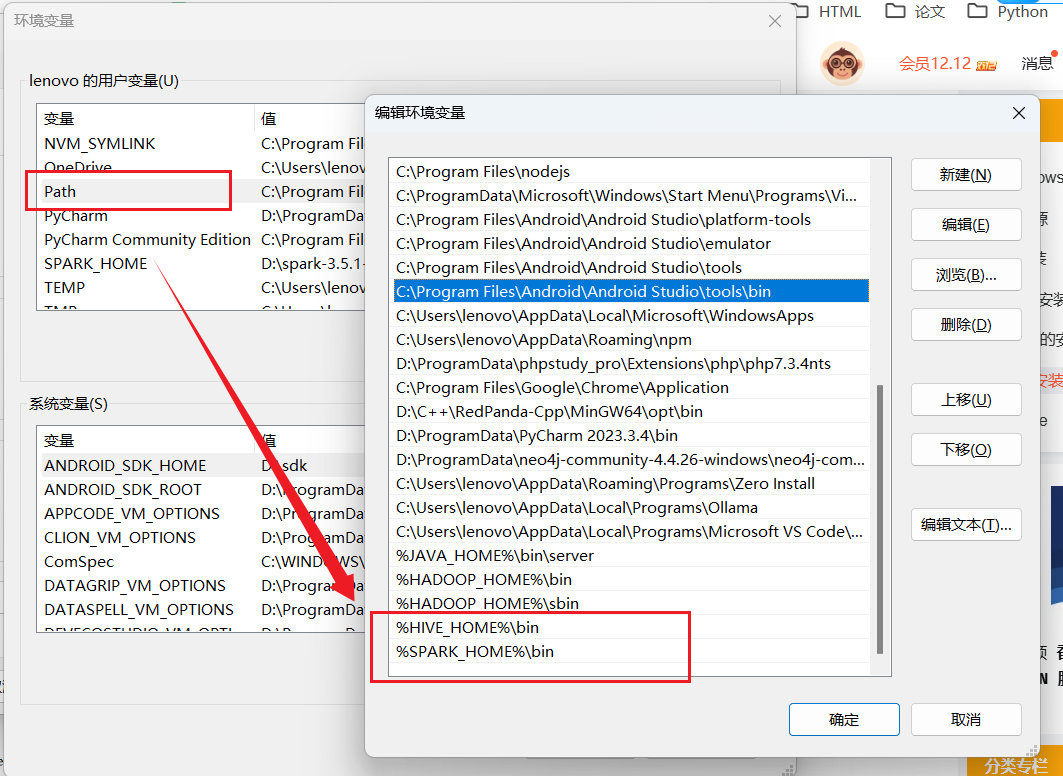 环境变量
HTML
论文
Python
会员12.12
消息
lenovo 的用户变量(U)
变量
值
NVM_SYMLINK
C:\Program Fil
OneDrive
C:\Users\lenov
Path
C:\Program Fil
PyCharm
D:\ProgramDa
PyCharm Community Edition
C:\Program Fil
SPARK_HOME
D:\spark-3.5.1-
TEMP
C:\Users\lenov
系统变量(S)
变量
值
ANDROID_SDK_HOME
D:\sdk
ANDROID_SDK_ROOT
D:\ProgramDa
APPCODE_VM_OPTIONS
D:\ProgramDa
CLION_VM_OPTIONS
D:\ProgramDa
ComSpec
C:\WINDOWS\
DATAGRIP_VM_OPTIONS
D:\ProgramDa
DATASPELL_VM_OPTIONS
D:\ProgramDa
编辑环境变量
C:\Program Files\nodejs
C:\ProgramData\Microsoft\Windows\Start Menu\Programs\Vi...
C:\Program Files\Android\Android Studio\platform-tools
C:\Program Files\Android\Android Studio\emulator
C:\Program Files\Android\Android Studio\tools
C:\Program Files\Android\Android Studio\tools\bin
C:\Users\lenovo\AppData\Local\Microsoft\WindowsApps
C:\Users\lenovo\AppData\Roaming\npm
D:\ProgramData\phpstudy_pro\Extensions\php\php7.3.4nts
C:\Program Files\Google\Chrome\Application
D:\C++\RedPanda-Cpp\MinGW64\opt\bin
D:\ProgramData\PyCharm 2023.3.4\bin
D:\ProgramData\neo4j-community-4.4.26-windows\neo4j-com...
C:\Users\lenovo\AppData\Roaming\Programs\Zero Install
C:\Users\lenovo\AppData\Local\Programs\Ollama
C:\Users\lenovo\AppData\Local\Programs\Microsoft VS Code\...
%JAVA_HOME%\bin\server
%HADOOP_HOME%\bin
%HADOOP_HOME%\sbin
%HIVE_HOME%\bin
%SPARK_HOME%\bin
新建(N)
编辑(E)
浏览(B)...
删除(D)
上移(U)
下移(O)
编辑文本(T)...
确定
取消
分类专栏